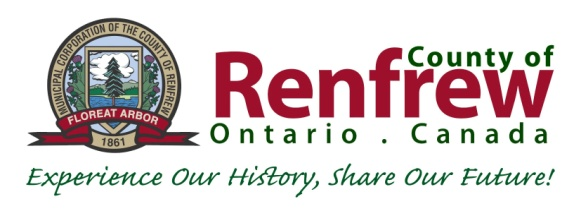 MUNICIPAL CORPORATION OF THE COUNTY OF RENFREW
FLOREAT ARBOR
1861
County of
Renfrew
Ontario . Canada
Experience Our History, Share Our Future!